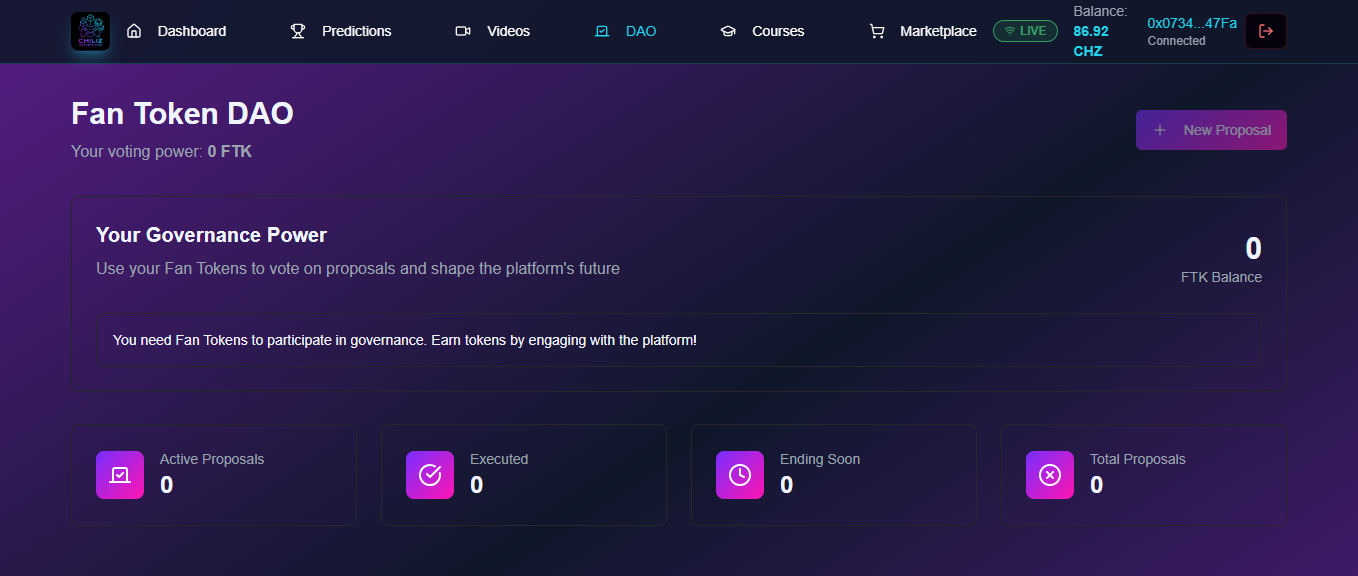 CHILIZ
Dashboard
Predictions
Videos
DAO
Courses
Marketplace
LIVE
Balance:
86.92
CHZ
0x0734...47Fa
Connected
Fan Token DAO
Your voting power: 0 FTK
New Proposal
Your Governance Power
Use your Fan Tokens to vote on proposals and shape the platform's future
0
FTK Balance
You need Fan Tokens to participate in governance. Earn tokens by engaging with the platform!
Active Proposals
0
Executed
0
Ending Soon
0
Total Proposals
0